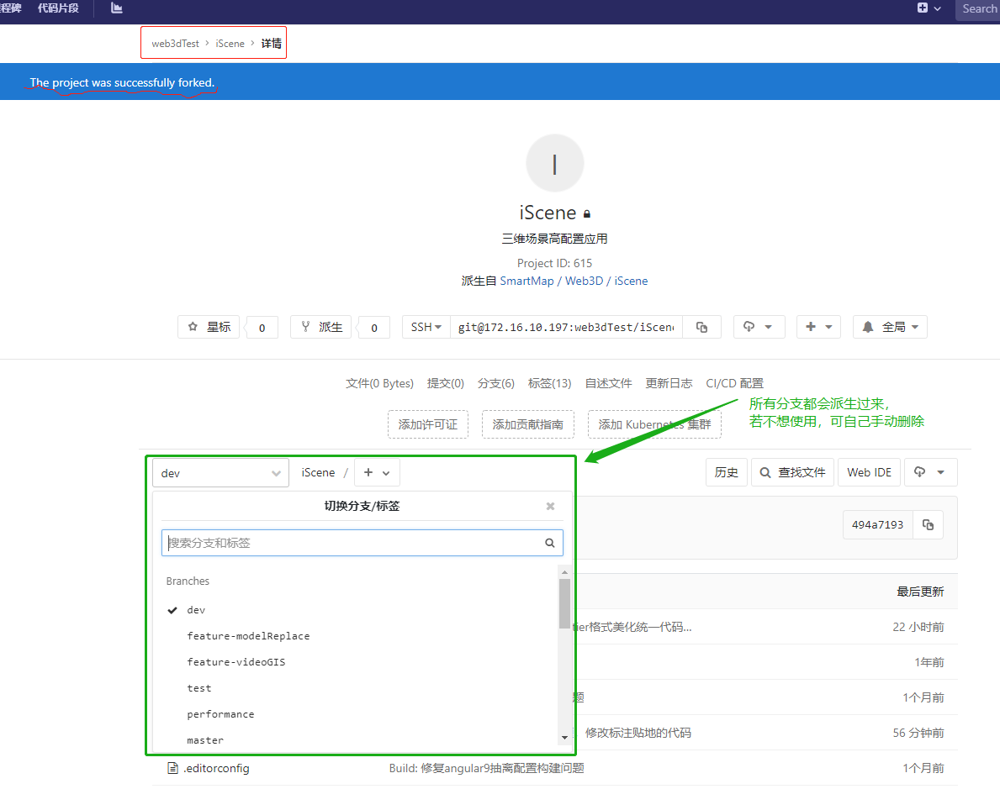 程碑 代码片段 Search
web3dTest > iScene > 详情
The project was successfully forked.
I
iScene
三维场景高配置应用
Project ID: 615
派生自 SmartMap / Web3D / iScene
星标 0 派生 0 SSH git@172.16.10.197:web3dTest/iScene 全局
文件(0 Bytes) 提交(0) 分支(6) 标签(13) 自述文件 更新日志 CI/CD 配置
所有分支都会派生过来，
若不想使用，可自己手动删除
添加许可证 添加贡献指南 添加 Kubernetes 集群
dev iScene / + 历史 查找文件 Web IDE
切换分支/标签
494a7193
搜索分支和标签
Branches
最后更新
dev
tier格式美化统一代码... 22 小时前
feature-modelReplace
feature-videoGIS 1年前
test
题 1个月前
performance
修改标注贴地的代码 56 分钟前
master
.editorconfig Build: 修复angular9抽离配置构建问题 1个月前